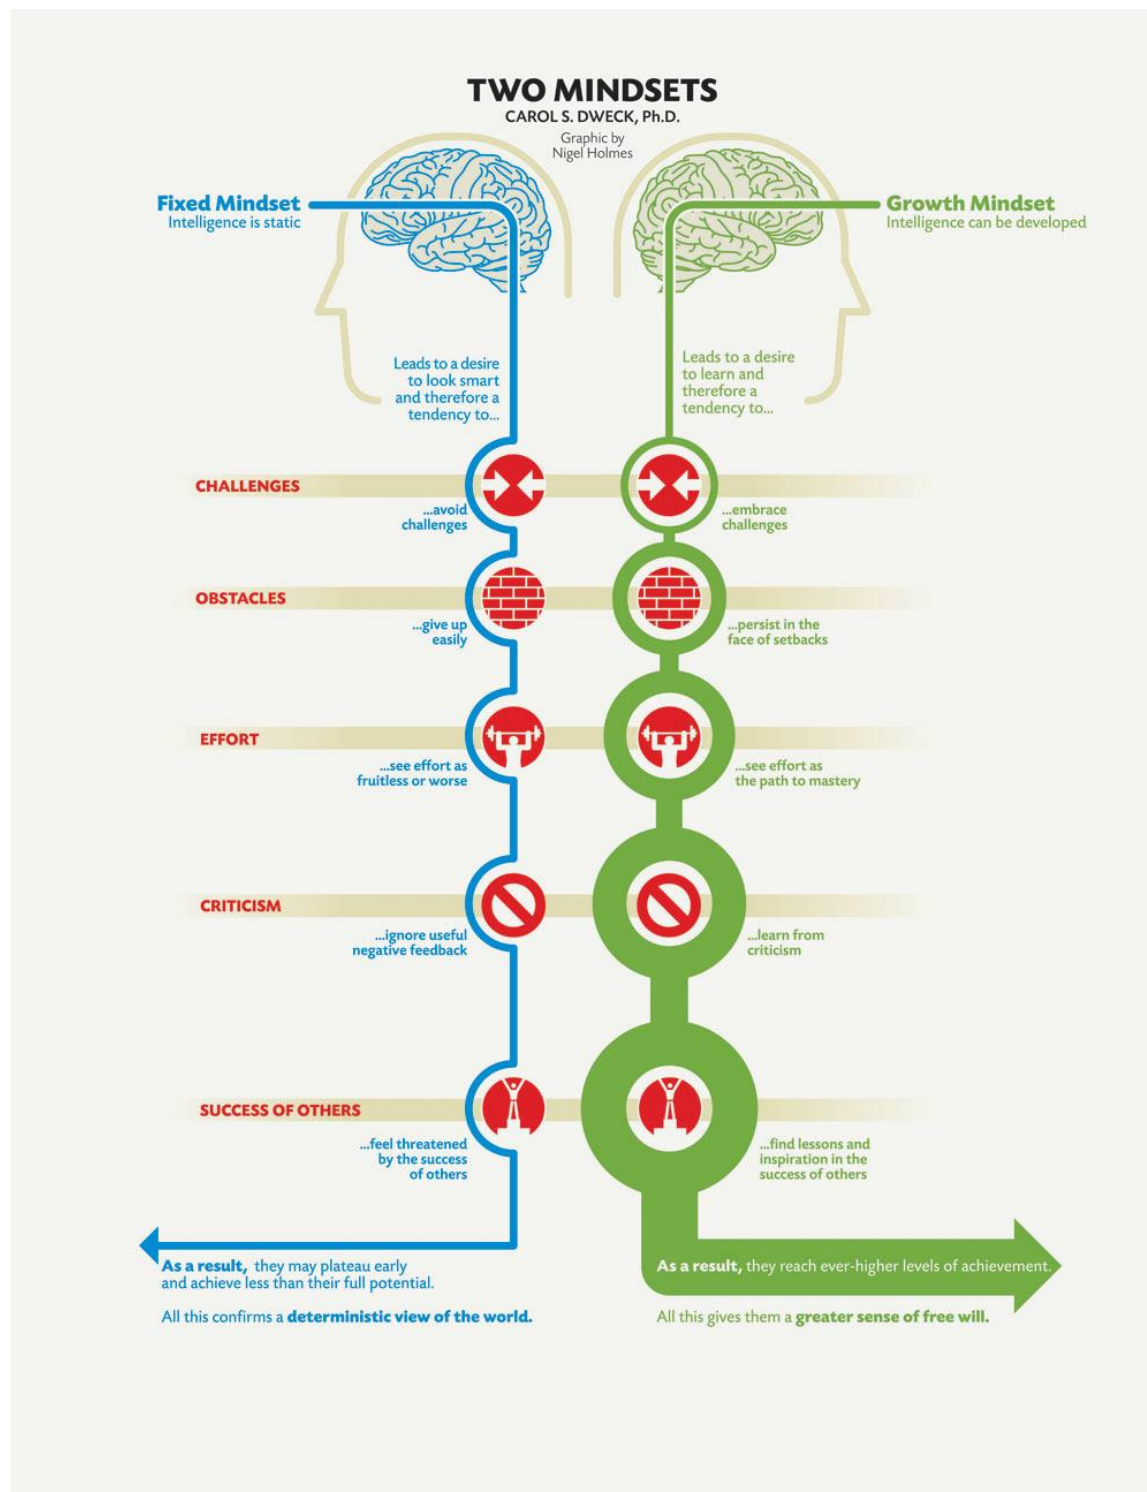 TWO MINDSETS
CAROL S. DWECK, Ph.D.
Graphic by
Nigel Holmes
Fixed Mindset
Intelligence is static
Growth Mindset
Intelligence can be developed
Leads to a desire
to look smart
and therefore a
tendency to...
Leads to a desire
to learn and
therefore a
tendency to...
CHALLENGES
...avoid
challenges
...embrace
challenges
OBSTACLES
...give up
easily
...persist in the
face of setbacks
EFFORT
...see effort as
fruitless or worse
...see effort as
the path to mastery
CRITICISM
...ignore useful
negative feedback
...learn from
criticism
SUCCESS OF OTHERS
...feel threatened
by the success
of others
...find lessons and
inspiration in the
success of others
As a result, they may plateau early
and achieve less than their full potential.
All this confirms a deterministic view of the world.
As a result, they reach ever-higher levels of achievement.
All this gives them a greater sense of free will.